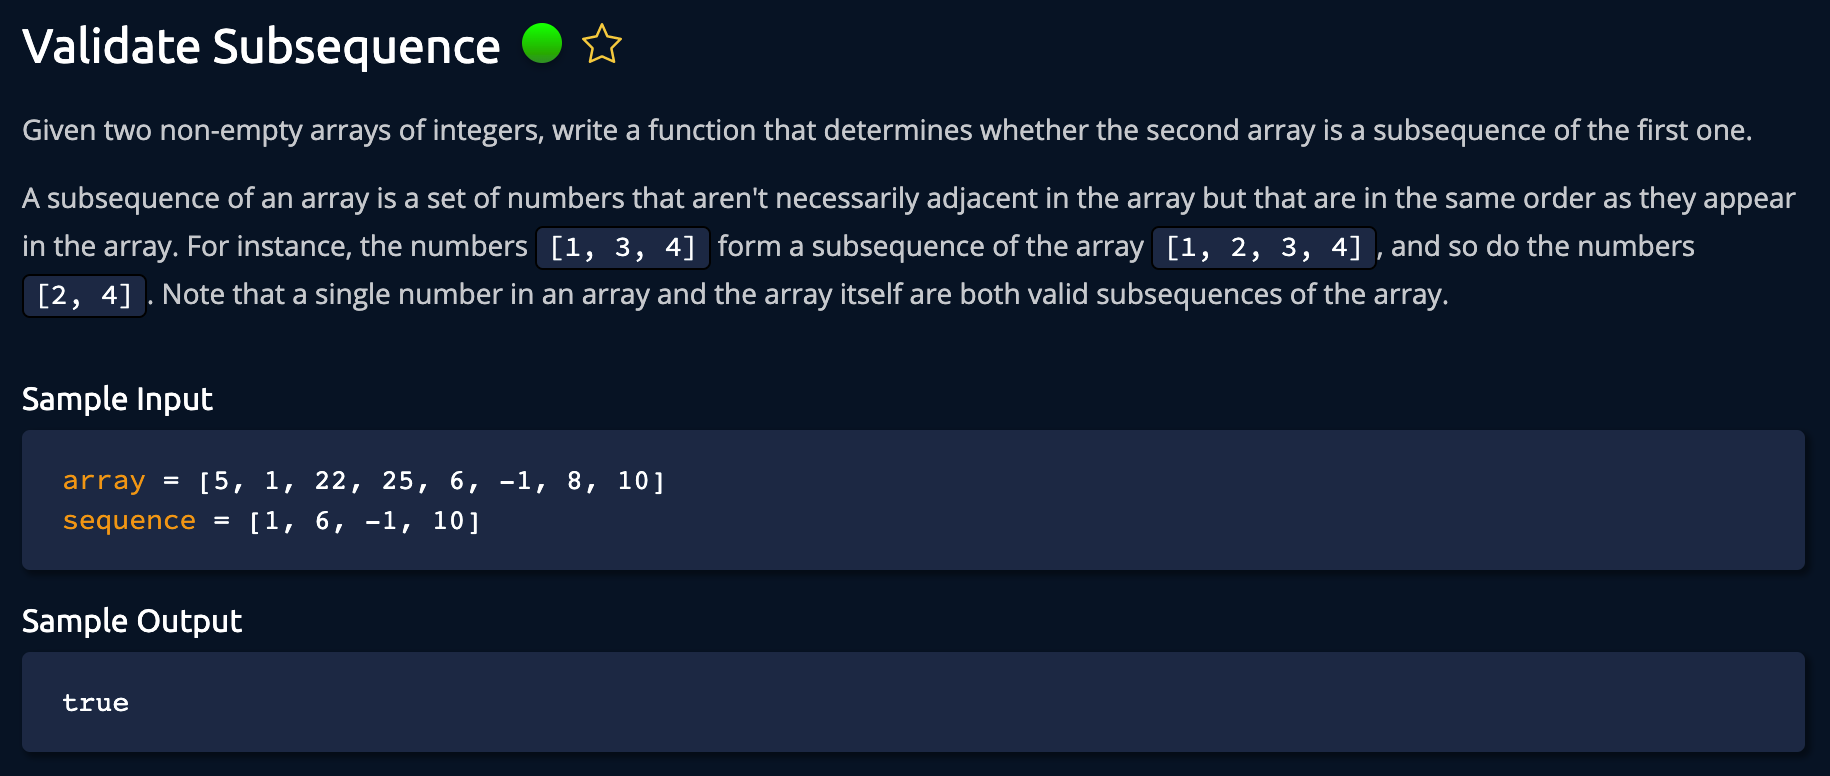 Validate Subsequence
Given two non-empty arrays of integers, write a function that determines whether the second array is a subsequence of the first one.
A subsequence of an array is a set of numbers that aren't necessarily adjacent in the array but that are in the same order as they appear
in the array. For instance, the numbers [1, 3, 4] form a subsequence of the array [1, 2, 3, 4], and so do the numbers
[2, 4]. Note that a single number in an array and the array itself are both valid subsequences of the array.
Sample Input
array = [5, 1, 22, 25, 6, -1, 8, 10]
sequence = [1, 6, -1, 10]
Sample Output
true